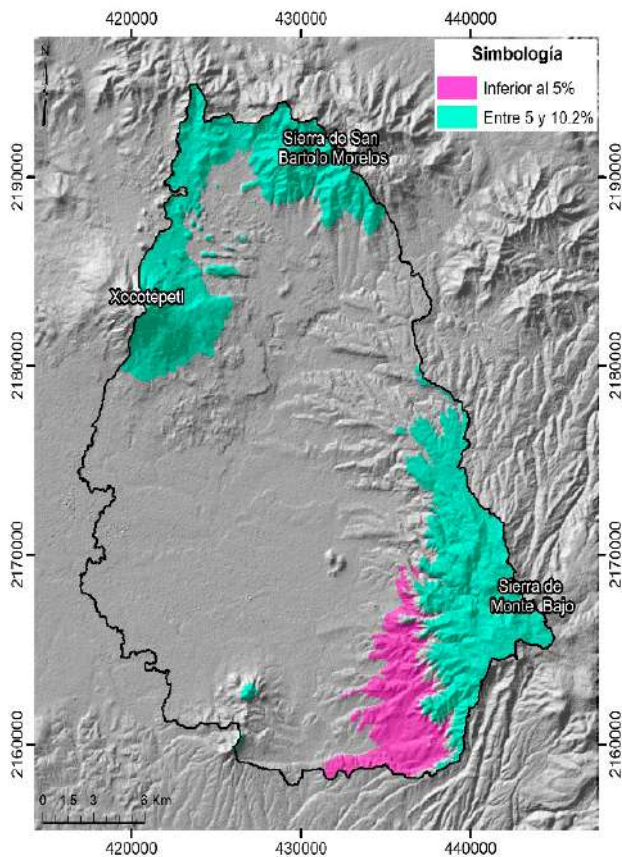 420000 430000 440000
N
Simbología
Inferior al 5%
Entre 5 y 10.2%
Sierra de San
Bartolo Morelos
2190000 2190000
Xocotépetl
2180000 2180000
2170000 2170000
Sierra de
Monte Bajo
2160000 2160000
0 1.5 3 6 Km
420000 430000 440000